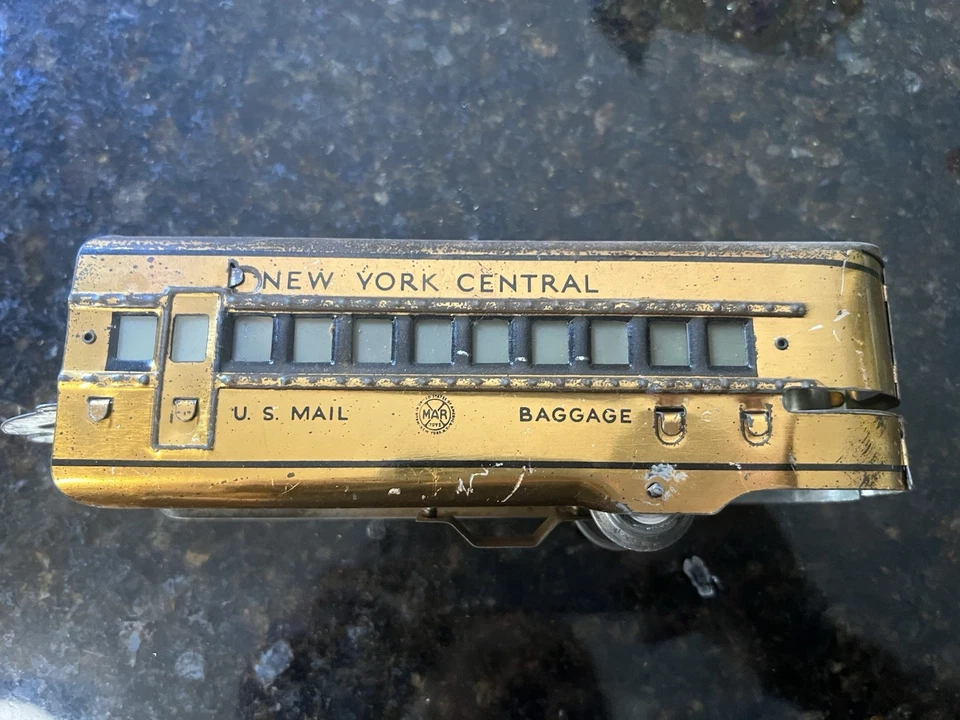 NEW YORK CENTRAL
U. S. MAIL
MAR
BAGGAGE